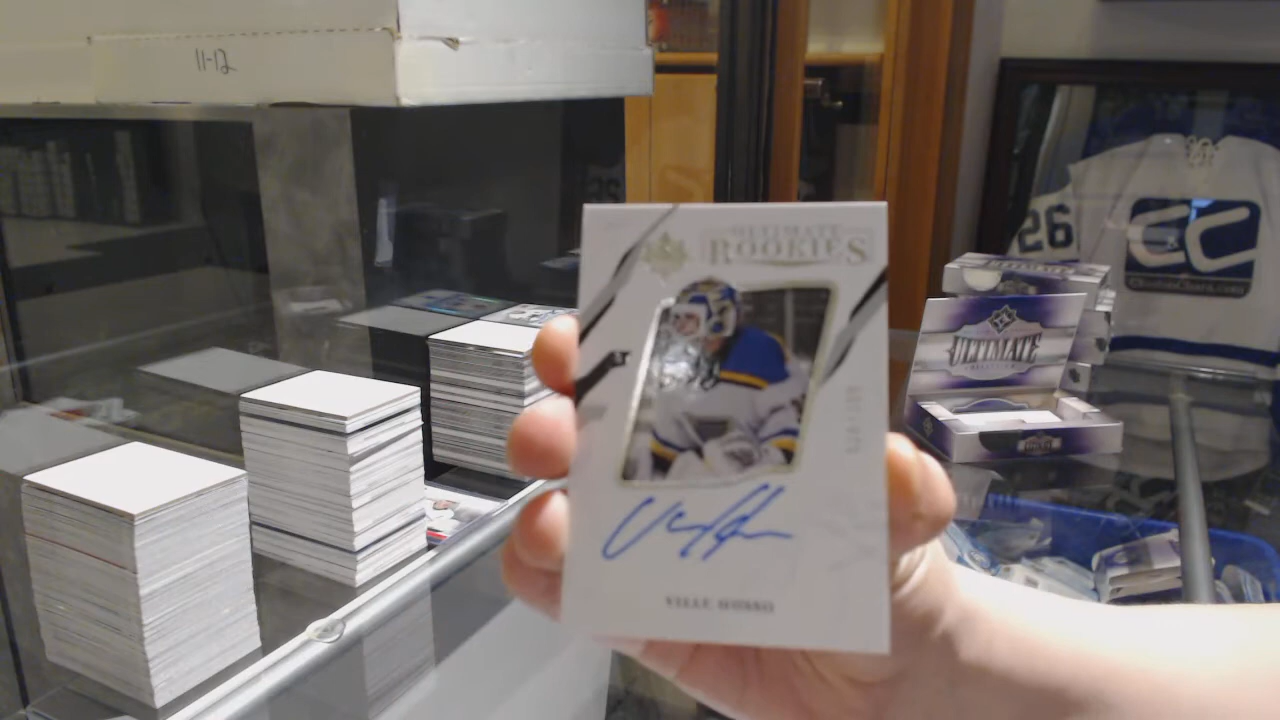 11-12
ULTIMATE
ROOKIES
VILLE HUSSO
26
CC
ULTIMATE